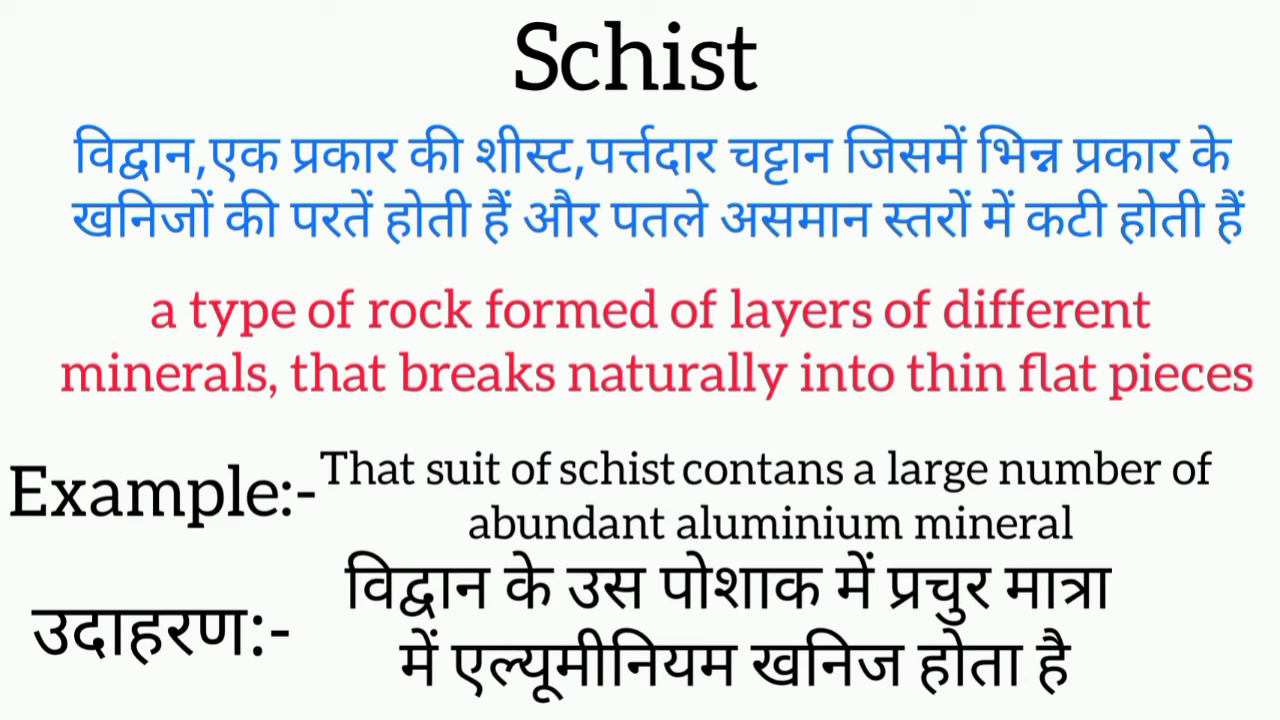 Schist
विद्वान,एक प्रकार की शीस्ट,पर्त्तदार चट्टान जिसमें भिन्न प्रकार के
खनिजों की परतें होती हैं और पतले असमान स्तरों में कटी होती हैं
a type of rock formed of layers of different
minerals, that breaks naturally into thin flat pieces
Example:- That suit of schist contans a large number of
abundant aluminium mineral
विद्वान के उस पोशाक में प्रचुर मात्रा
उदाहरण:- में एल्यूमीनियम खनिज होता है